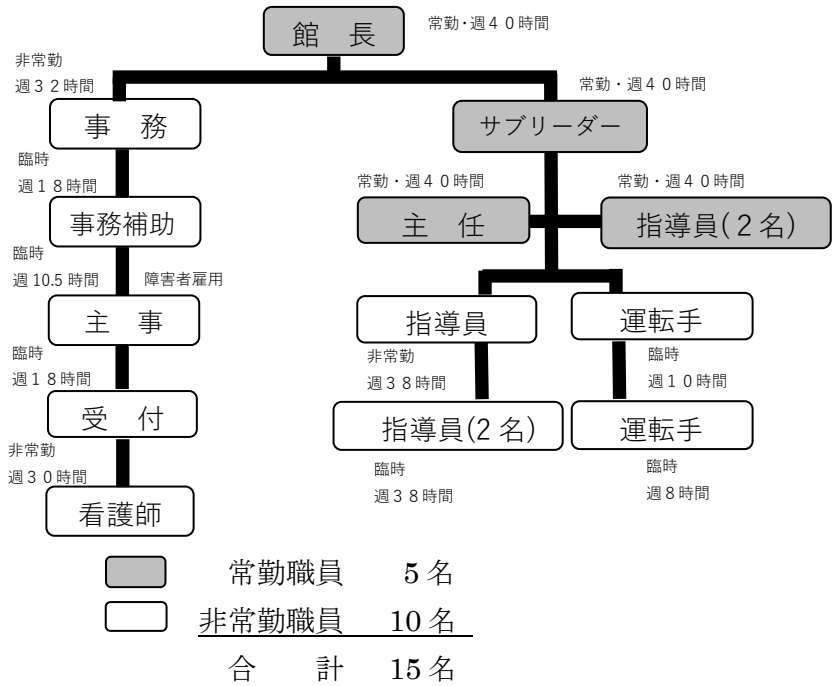 館　長
常勤・週４０時間
非常勤
週３２時間
事　務
常勤・週４０時間
サブリーダー
臨時
週１８時間
事務補助
常勤・週４０時間
主　任
常勤・週４０時間
指導員(２名)
臨時
週10.5時間
障害者雇用
主　事
指導員
非常勤
週３８時間
運転手
臨時
週１０時間
臨時
週１８時間
受　付
指導員(2名)
臨時
週３８時間
運転手
臨時
週８時間
非常勤
週３０時間
看護師
常勤職員　5名
非常勤職員　10名
合　計　15名